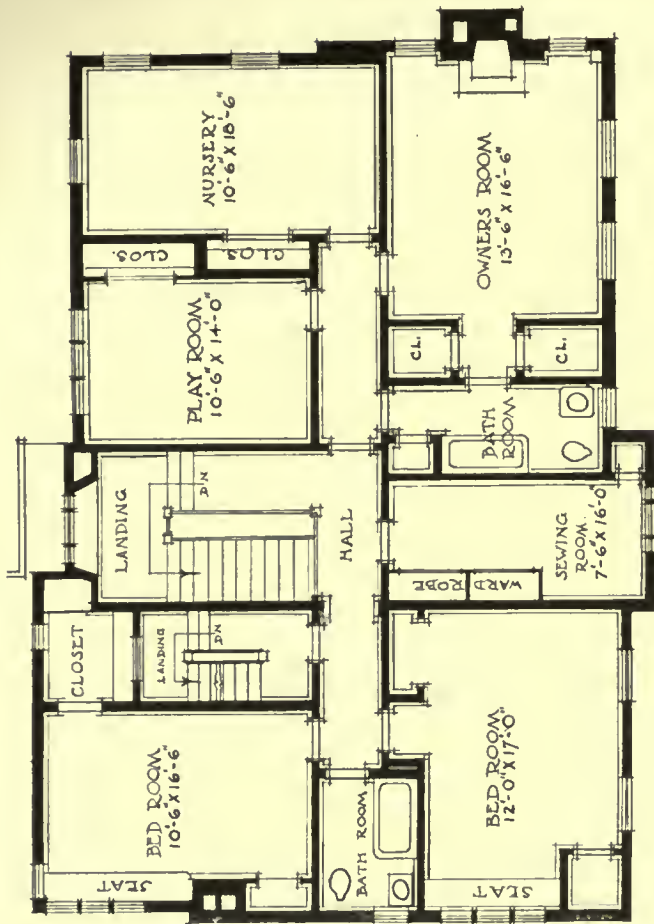 NURSERY
10'-6" X 18'-6"
OWNERS ROOM
13'-6" X 16'-6"
CLOS.
CLOS
PLAY ROOM
10'-6" X 14'-0"
CL.
CL.
BATH
ROOM
LANDING
DN
HALL
SEWING
ROOM.
7'-6" X 16'-0"
WARD
ROBE
CLOSET
LANDING
DN
BED ROOM
10'-6" X 16'-6"
BED ROOM
12'-0" X 17'-0"
BATH ROOM
SEAT
SEAT